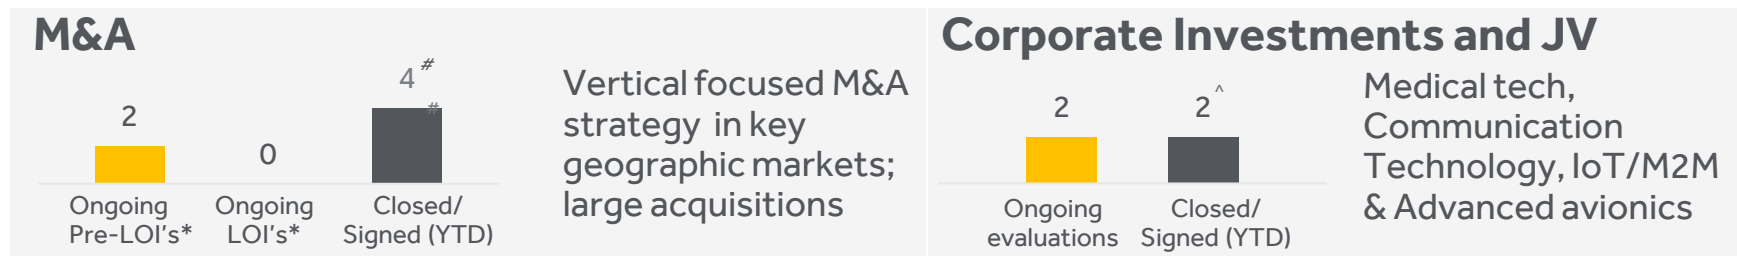 M&A
4#
#
2
0
Ongoing
Pre-LOI's*
Ongoing
LOI's*
Closed/
Signed (YTD)
Vertical focused M&A
strategy in key
geographic markets;
large acquisitions
Corporate Investments and JV
2
2^
Ongoing
evaluations
Closed/
Signed (YTD)
Medical tech,
Communication
Technology, IoT/M2M
& Advanced avionics